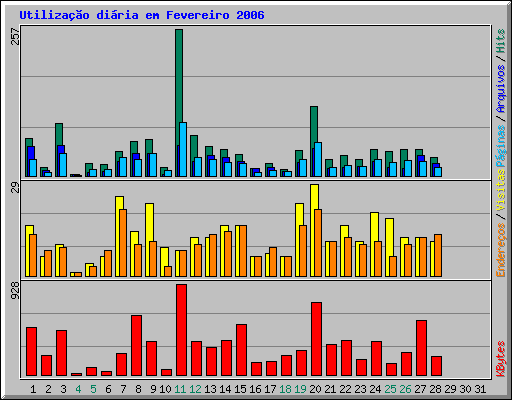 Utilização diária em Fevereiro 2006
257
29
928
Endereços / Visitas Páginas / Arquivos / Hits
KBytes
1 2 3 4 5 6 7 8 9 10 11 12 13 14 15 16 17 18 19 20 21 22 23 24 25 26 27 28 29 30 31